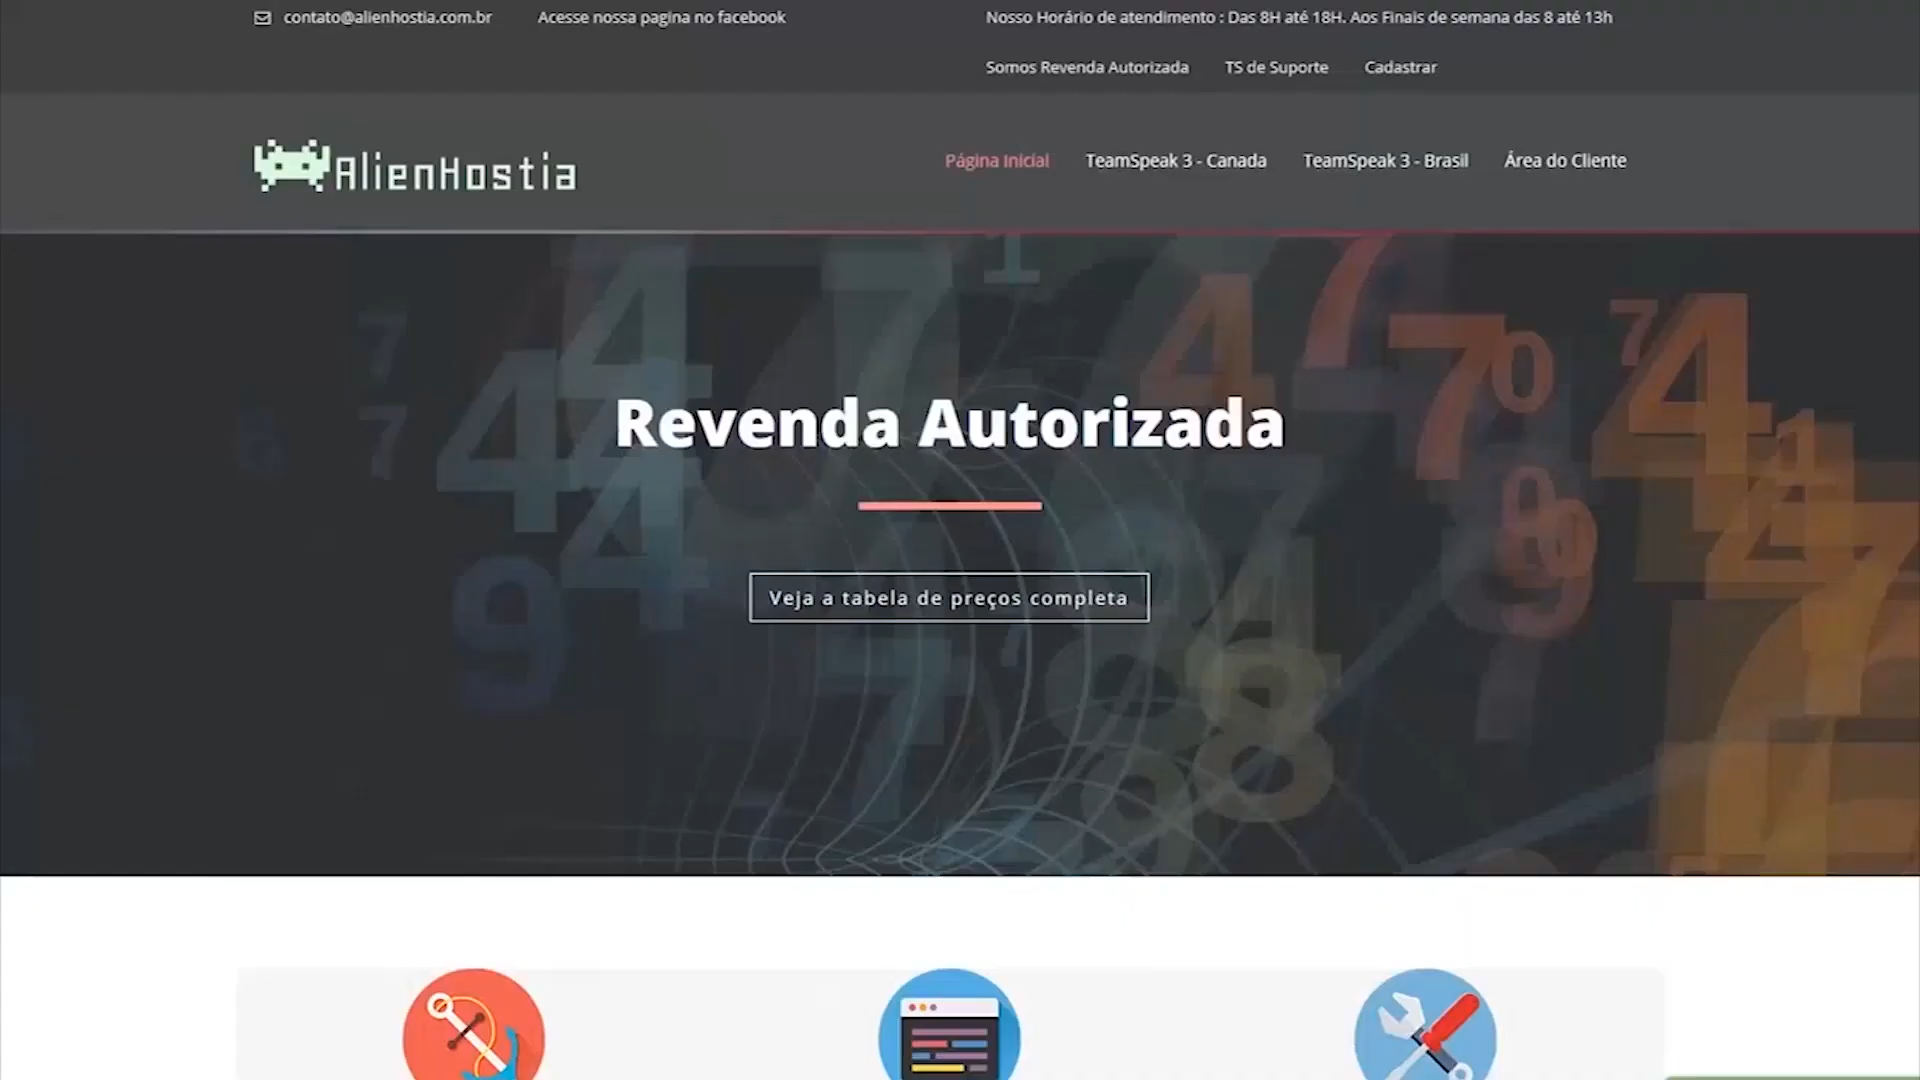 contato@alienhostia.com.br
Acesse nossa pagina no facebook
Nosso Horário de atendimento : Das 8H até 18H. Aos Finais de semana das 8 até 13h
Somos Revenda Autorizada
TS de Suporte
Cadastrar
AlienHostia
Página Inicial
TeamSpeak 3 - Canada
TeamSpeak 3 - Brasil
Área do Cliente
Revenda Autorizada
Veja a tabela de preços completa